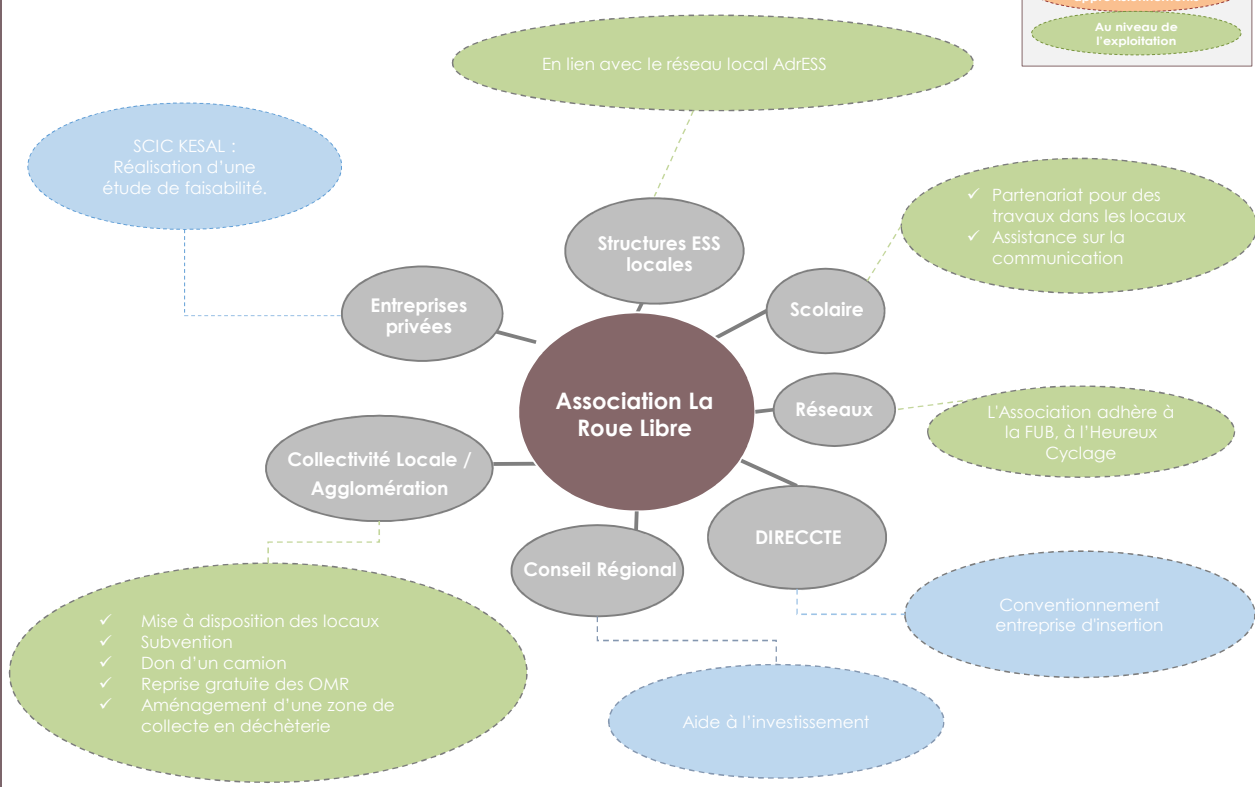 approvisionnements
Au niveau de
l'exploitation
En lien avec le réseau local AdrESS
SCIC KESAL :
Réalisation d'une
étude de faisabilité.
✓ Partenariat pour des
travaux dans les locaux
✓ Assistance sur la
communication
Structures ESS
locales
Entreprises
privées
Scolaire
Association La
Roue Libre
Réseaux
L'Association adhère à
la FUB, à l'Heureux
Cyclage
Collectivité Locale /
Agglomération
DIRECCTE
Conseil Régional
Conventionnement
entreprise d'insertion
✓ Mise à disposition des locaux
✓ Subvention
✓ Don d'un camion
✓ Reprise gratuite des OMR
✓ Aménagement d'une zone de
collecte en déchèterie
Aide à l'investissement